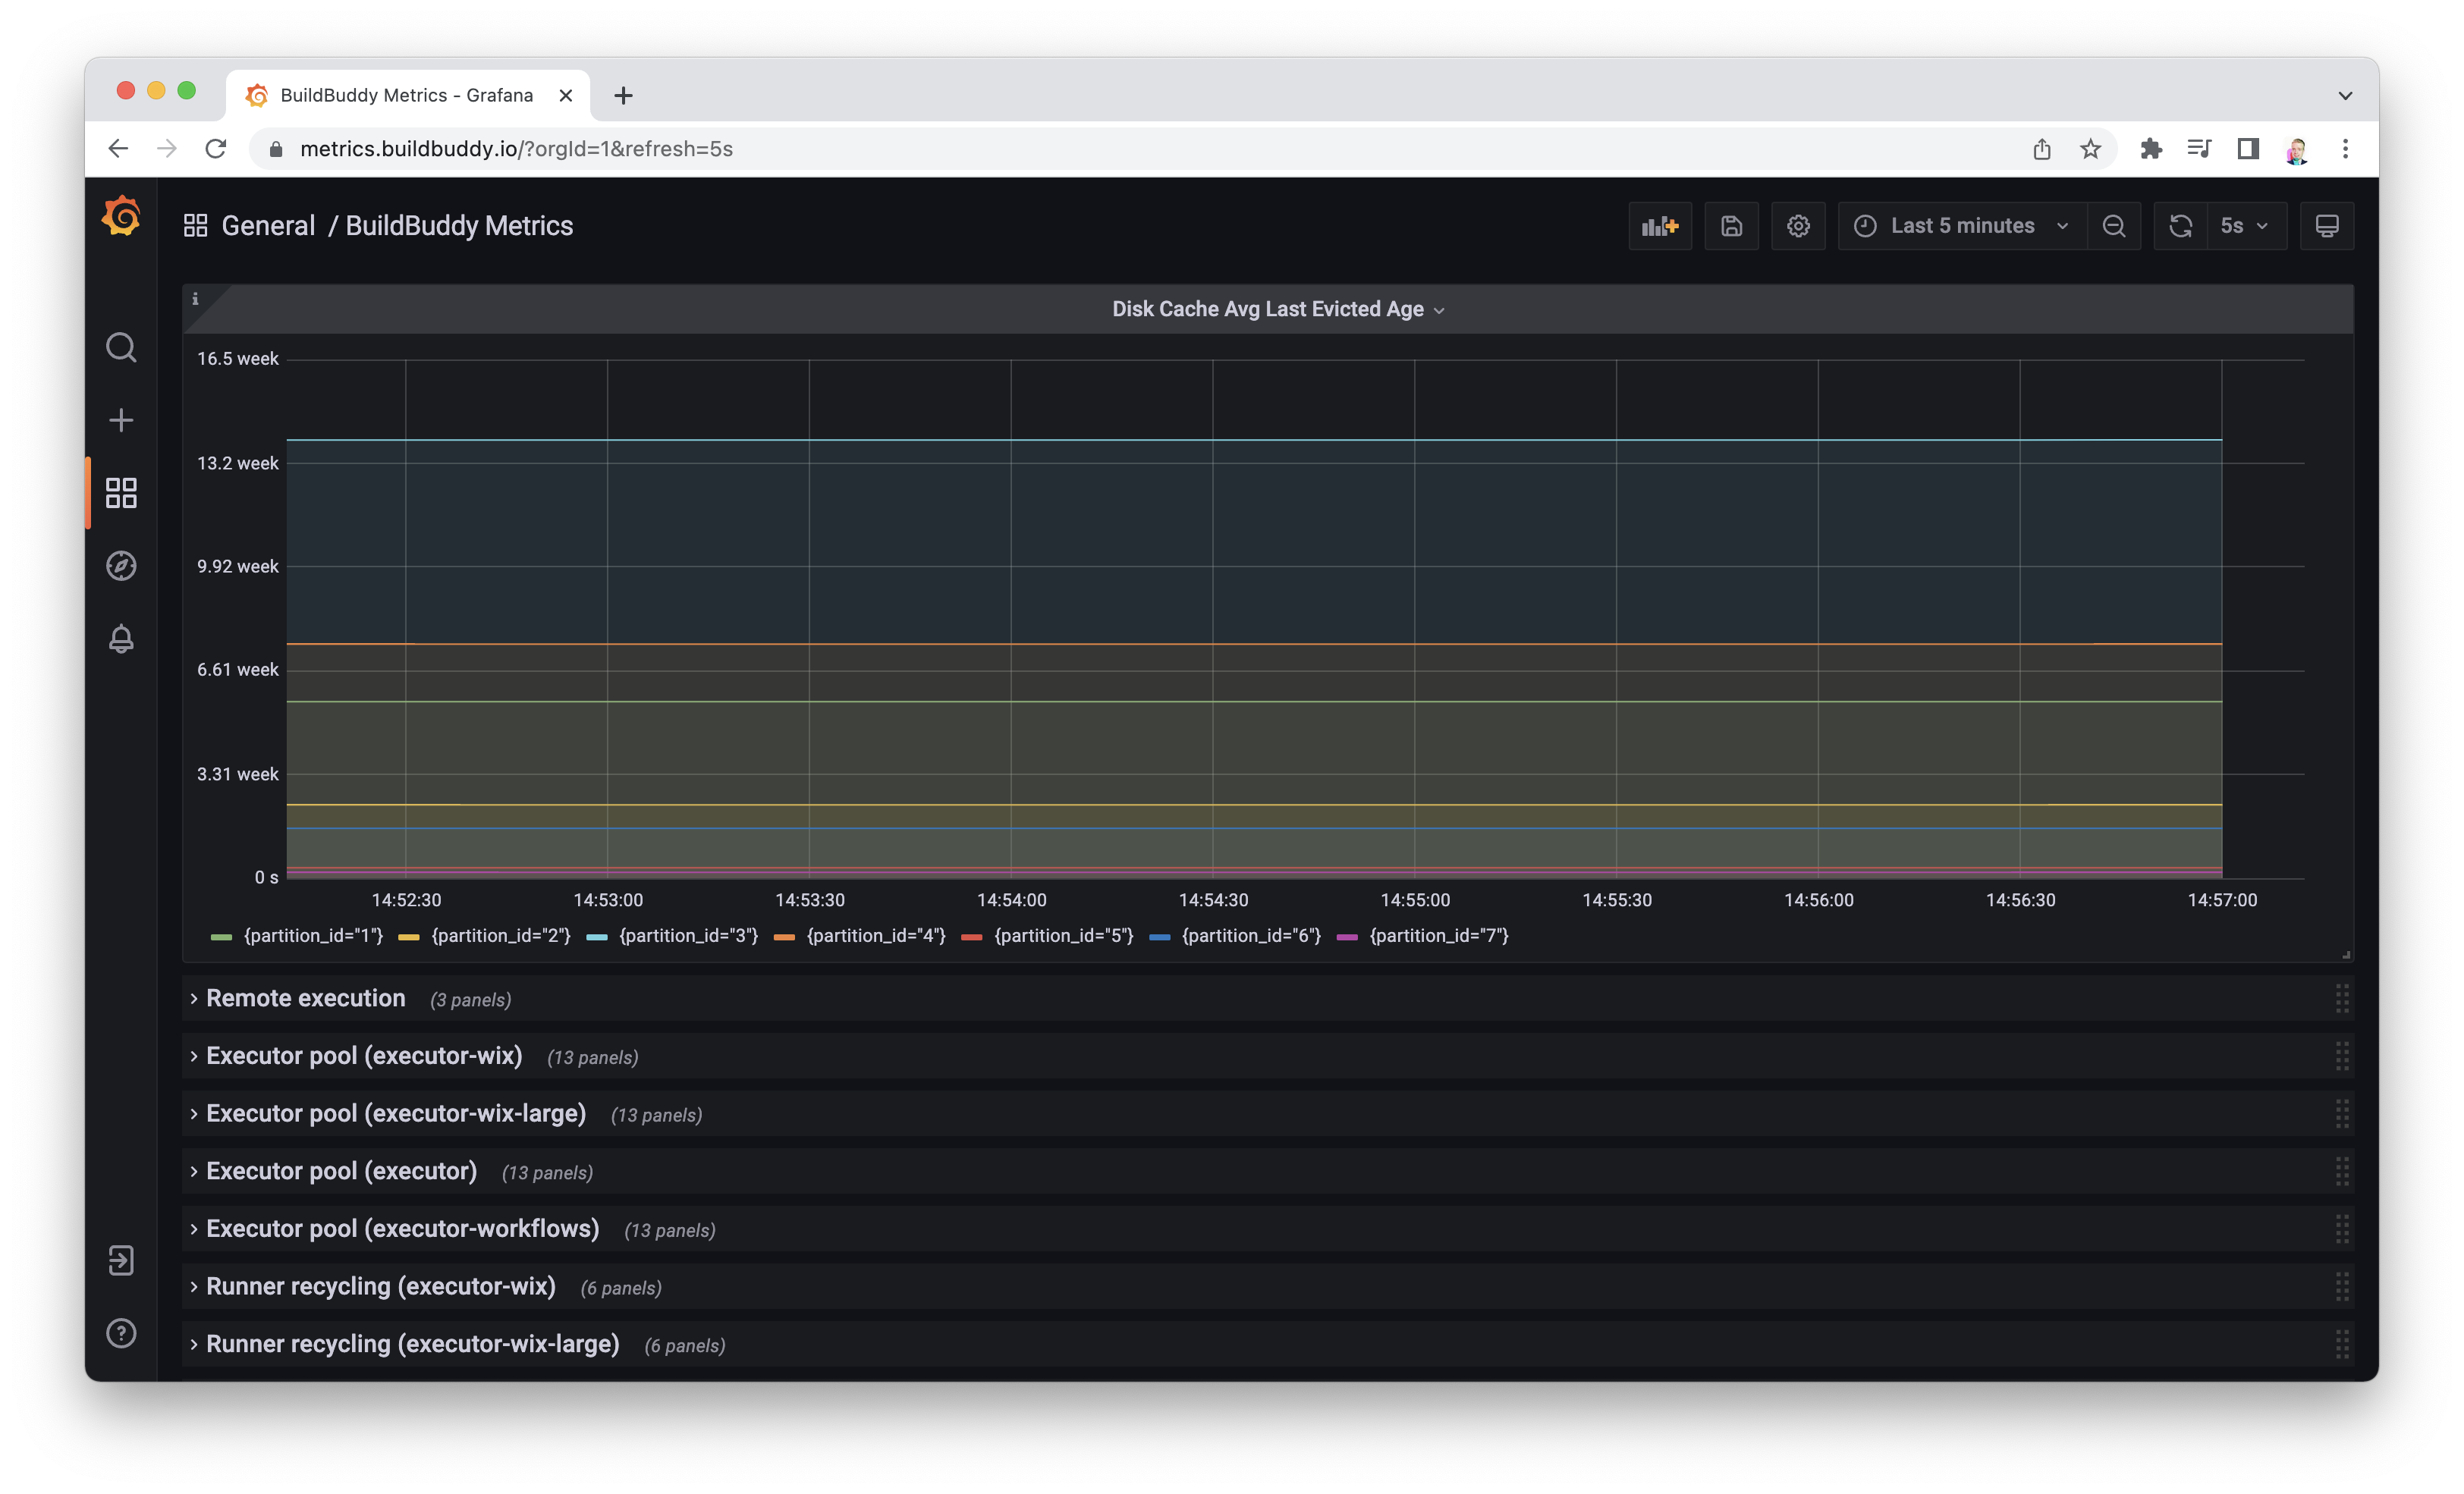 BuildBuddy Metrics - Grafana
metrics.buildbuddy.io/?orgId=1&refresh=5s
General / BuildBuddy Metrics
Last 5 minutes
5s
Disk Cache Avg Last Evicted Age
16.5 week
13.2 week
9.92 week
6.61 week
3.31 week
0 s
14:52:30 14:53:00 14:53:30 14:54:00 14:54:30 14:55:00 14:55:30 14:56:00 14:56:30 14:57:00
{partition_id="1"} {partition_id="2"} {partition_id="3"} {partition_id="4"} {partition_id="5"} {partition_id="6"} {partition_id="7"}
Remote execution (3 panels)
Executor pool (executor-wix) (13 panels)
Executor pool (executor-wix-large) (13 panels)
Executor pool (executor) (13 panels)
Executor pool (executor-workflows) (13 panels)
Runner recycling (executor-wix) (6 panels)
Runner recycling (executor-wix-large) (6 panels)